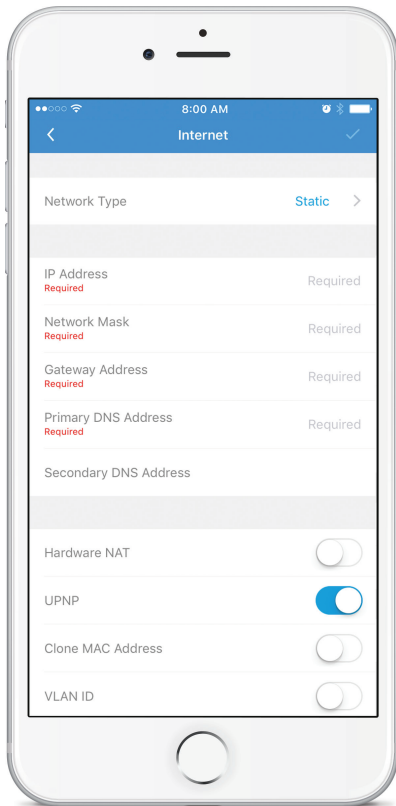 8:00 AM
Internet
Network Type Static
IP Address Required
Required
Network Mask Required
Required
Gateway Address Required
Required
Primary DNS Address Required
Required
Secondary DNS Address
Hardware NAT
UPNP
Clone MAC Address
VLAN ID